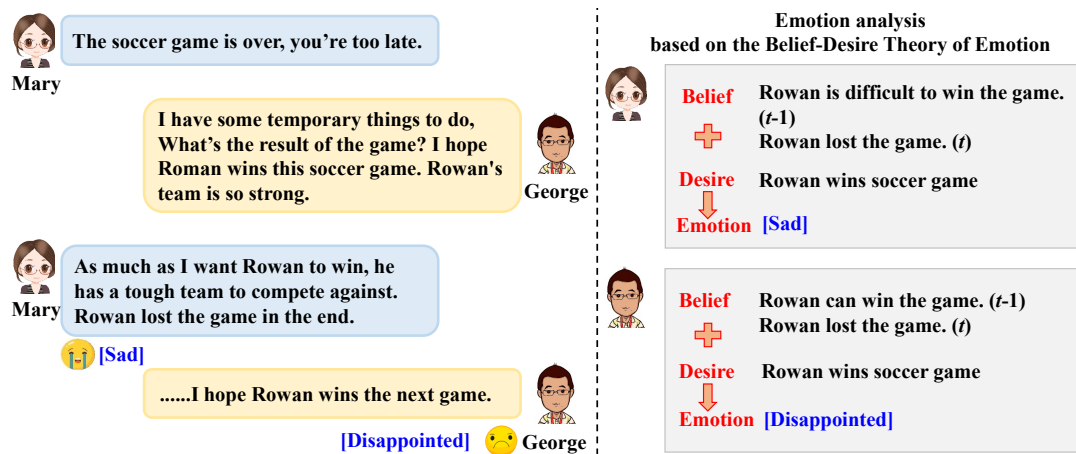 The soccer game is over, you're too late.
Mary
I have some temporary things to do,
What's the result of the game? I hope
Roman wins this soccer game. Rowan's
team is so strong.
George
As much as I want Rowan to win, he
has a tough team to compete against.
Rowan lost the game in the end.
Mary
[Sad]
......I hope Rowan wins the next game.
[Disappointed]
George
Emotion analysis
based on the Belief-Desire Theory of Emotion
Belief
Rowan is difficult to win the game.
(t-1)
Rowan lost the game. (t)
Desire
Rowan wins soccer game
Emotion
[Sad]
Belief
Rowan can win the game. (t-1)
Rowan lost the game. (t)
Desire
Rowan wins soccer game
Emotion
[Disappointed]